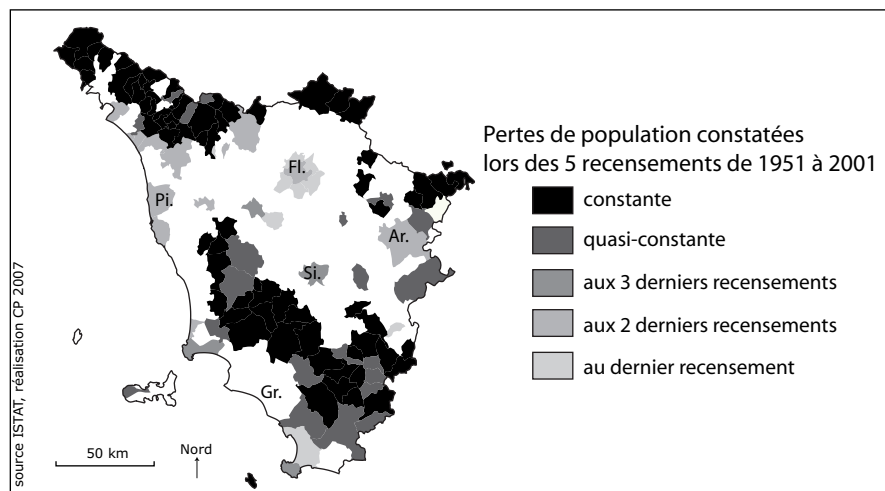 Pertes de population constatées
lors des 5 recensements de 1951 à 2001
constante
quasi-constante
aux 3 derniers recensements
aux 2 derniers recensements
au dernier recensement
Fl.
Pi.
Ar.
Si.
Gr.
50 km
Nord
source ISTAT, réalisation CP 2007